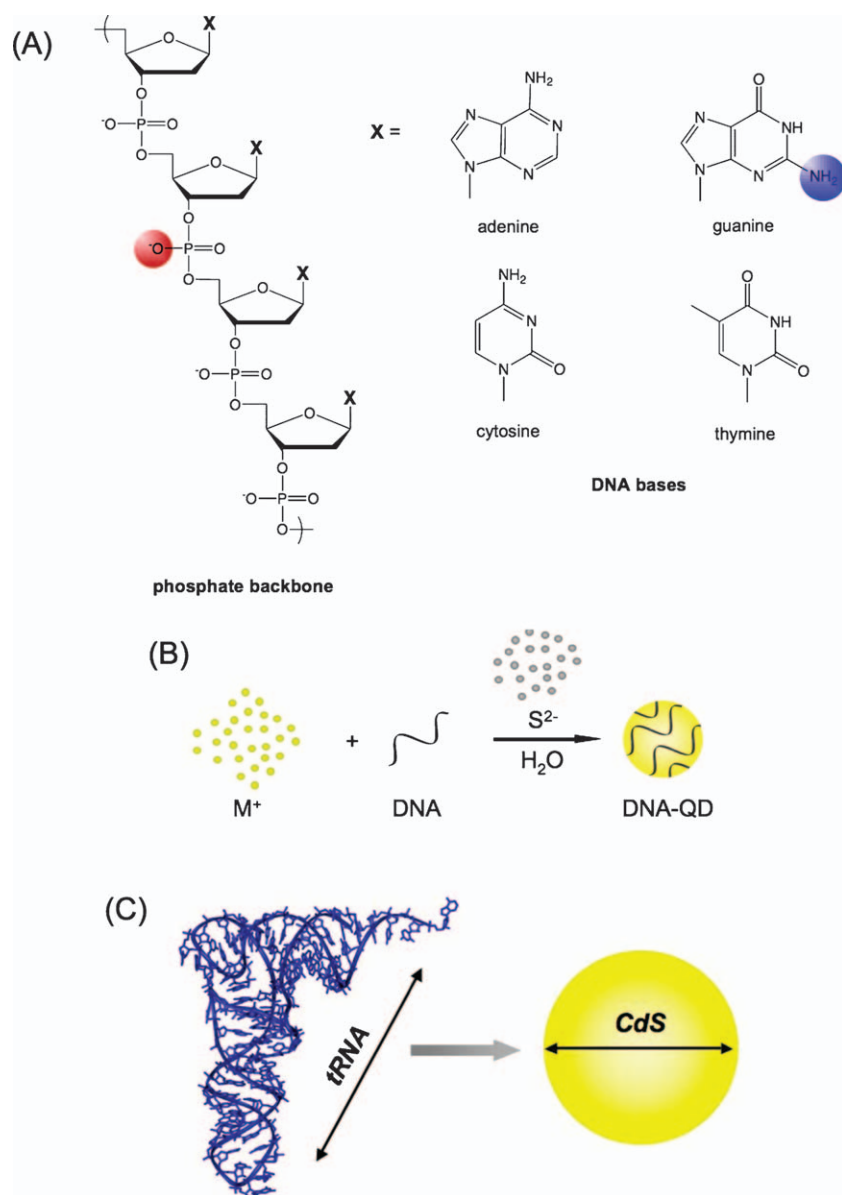 (A)
X
O
O
⁻O P O
O
X
O
O
⁻O P O
O
X
O
O
⁻O P O
O
X
O
O
⁻O P O
O
phosphate backbone
X =
NH₂
N
N
N
N
adenine
O
N
NH
N
N
NH₂
guanine
NH₂
N
N
O
cytosine
O
NH
N
O
thymine
DNA bases
(B)
M⁺
+
DNA
S²⁻
H₂O
DNA-QD
(C)
tRNA
CdS